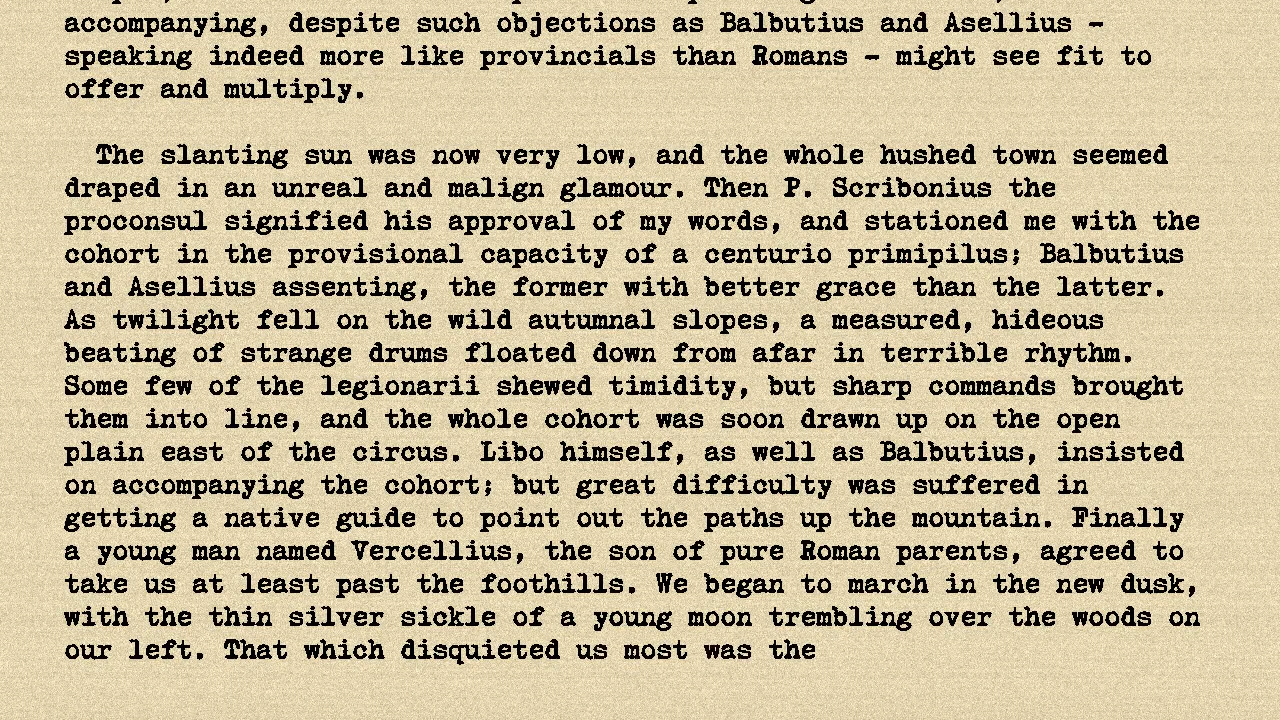 accompanying, despite such objections as Balbutius and Asellius –
speaking indeed more like provincials than Romans – might see fit to
offer and multiply.
The slanting sun was now very low, and the whole hushed town seemed
draped in an unreal and malign glamour. Then P. Scribonius the
proconsul signified his approval of my words, and stationed me with the
cohort in the provisional capacity of a centurio primipilus; Balbutius
and Asellius assenting, the former with better grace than the latter.
As twilight fell on the wild autumnal slopes, a measured, hideous
beating of strange drums floated down from afar in terrible rhythm.
Some few of the legionarii shewed timidity, but sharp commands brought
them into line, and the whole cohort was soon drawn up on the open
plain east of the circus. Libo himself, as well as Balbutius, insisted
on accompanying the cohort; but great difficulty was suffered in
getting a native guide to point out the paths up the mountain. Finally
a young man named Vercellius, the son of pure Roman parents, agreed to
take us at least past the foothills. We began to march in the new dusk,
with the thin silver sickle of a young moon trembling over the woods on
our left. That which disquieted us most was the